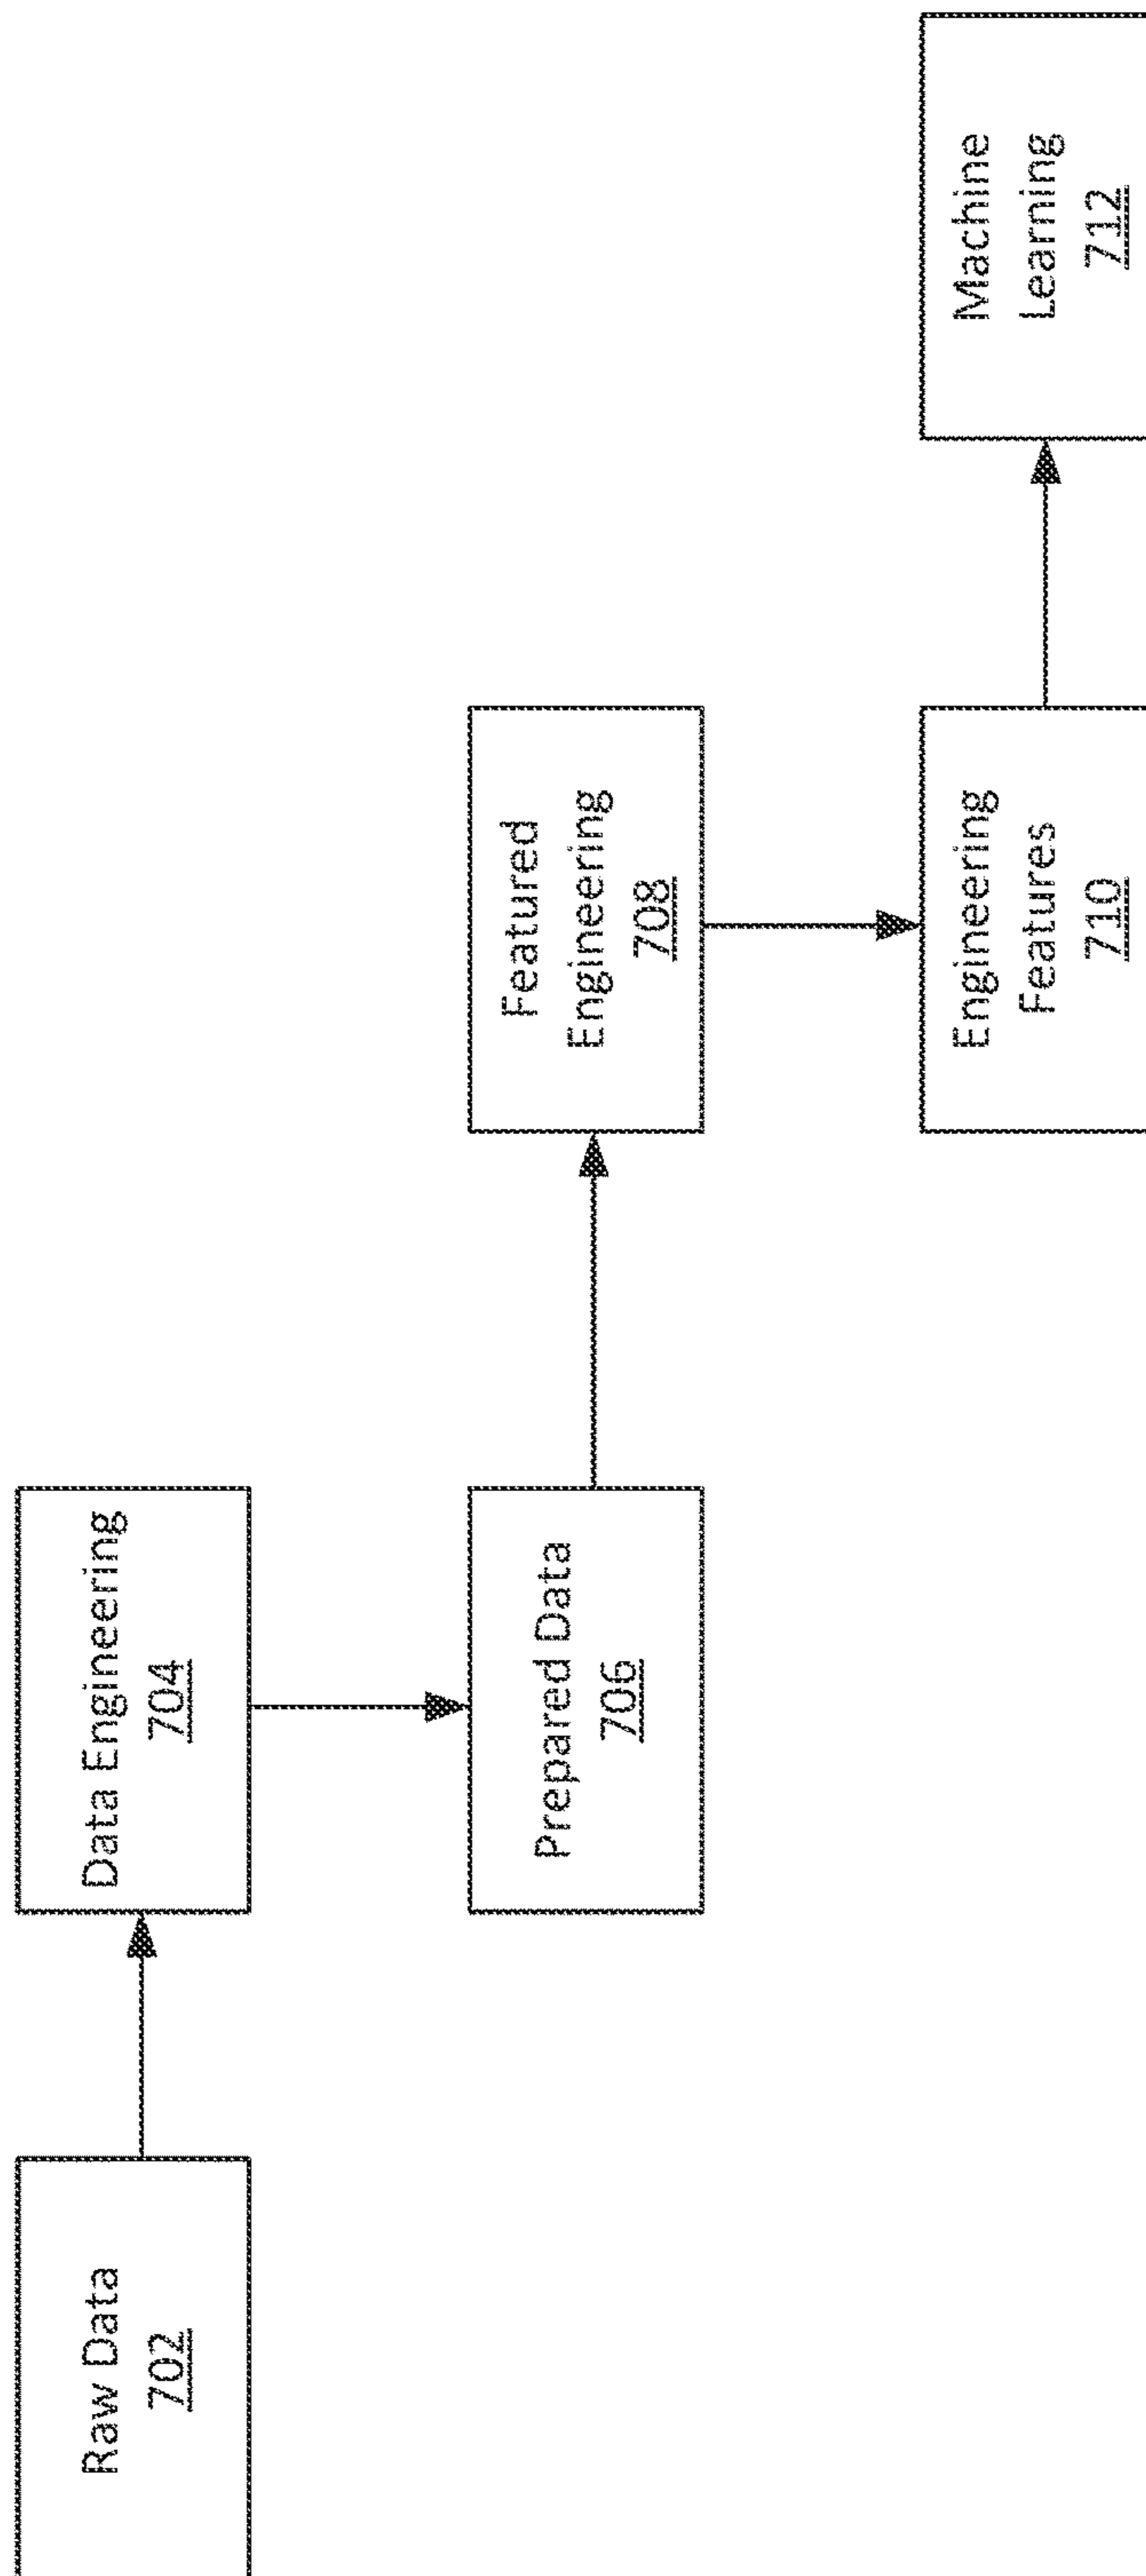 Raw Data
702
Data Engineering
704
Prepared Data
706
Featured
Engineering
708
Engineering
Features
710
Machine
Learning
712